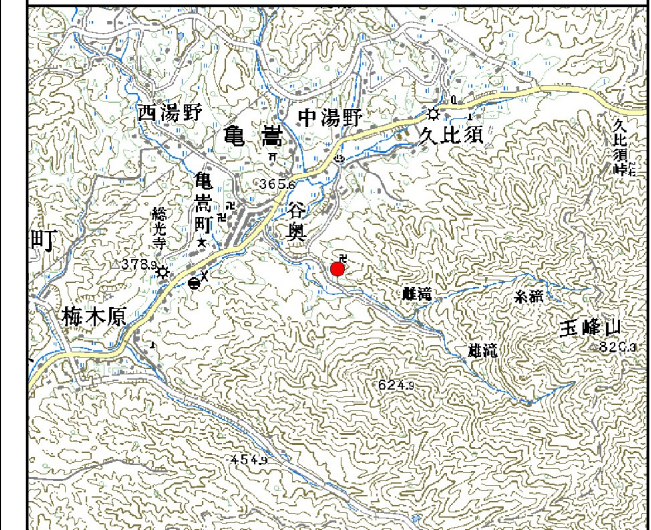 西湯野
中湯野
亀嵩
久比須
久比須峠
亀嵩町
365.6
谷奥
総光寺
町
378.9
雌滝
糸滝
梅木原
玉峰山
820.3
雄滝
624.9
454.9